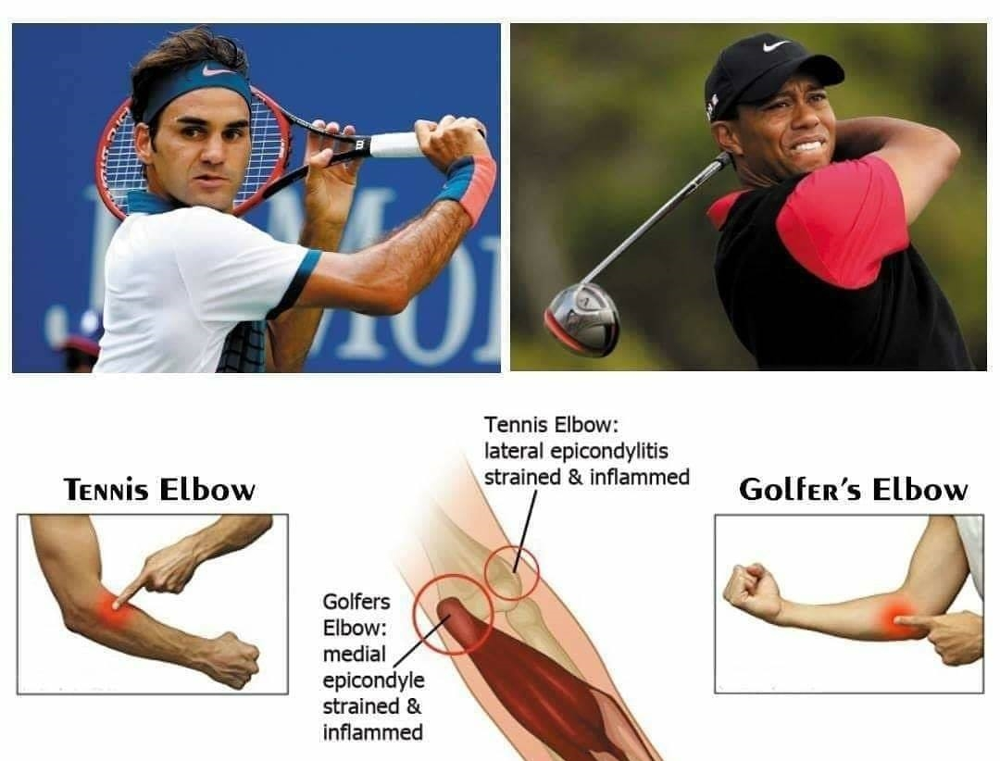 Tennis Elbow:
lateral epicondylitis
strained & inflammed
Tennis Elbow
Golfer's Elbow
Golfers
Elbow:
medial
epicondyle
strained &
inflammed